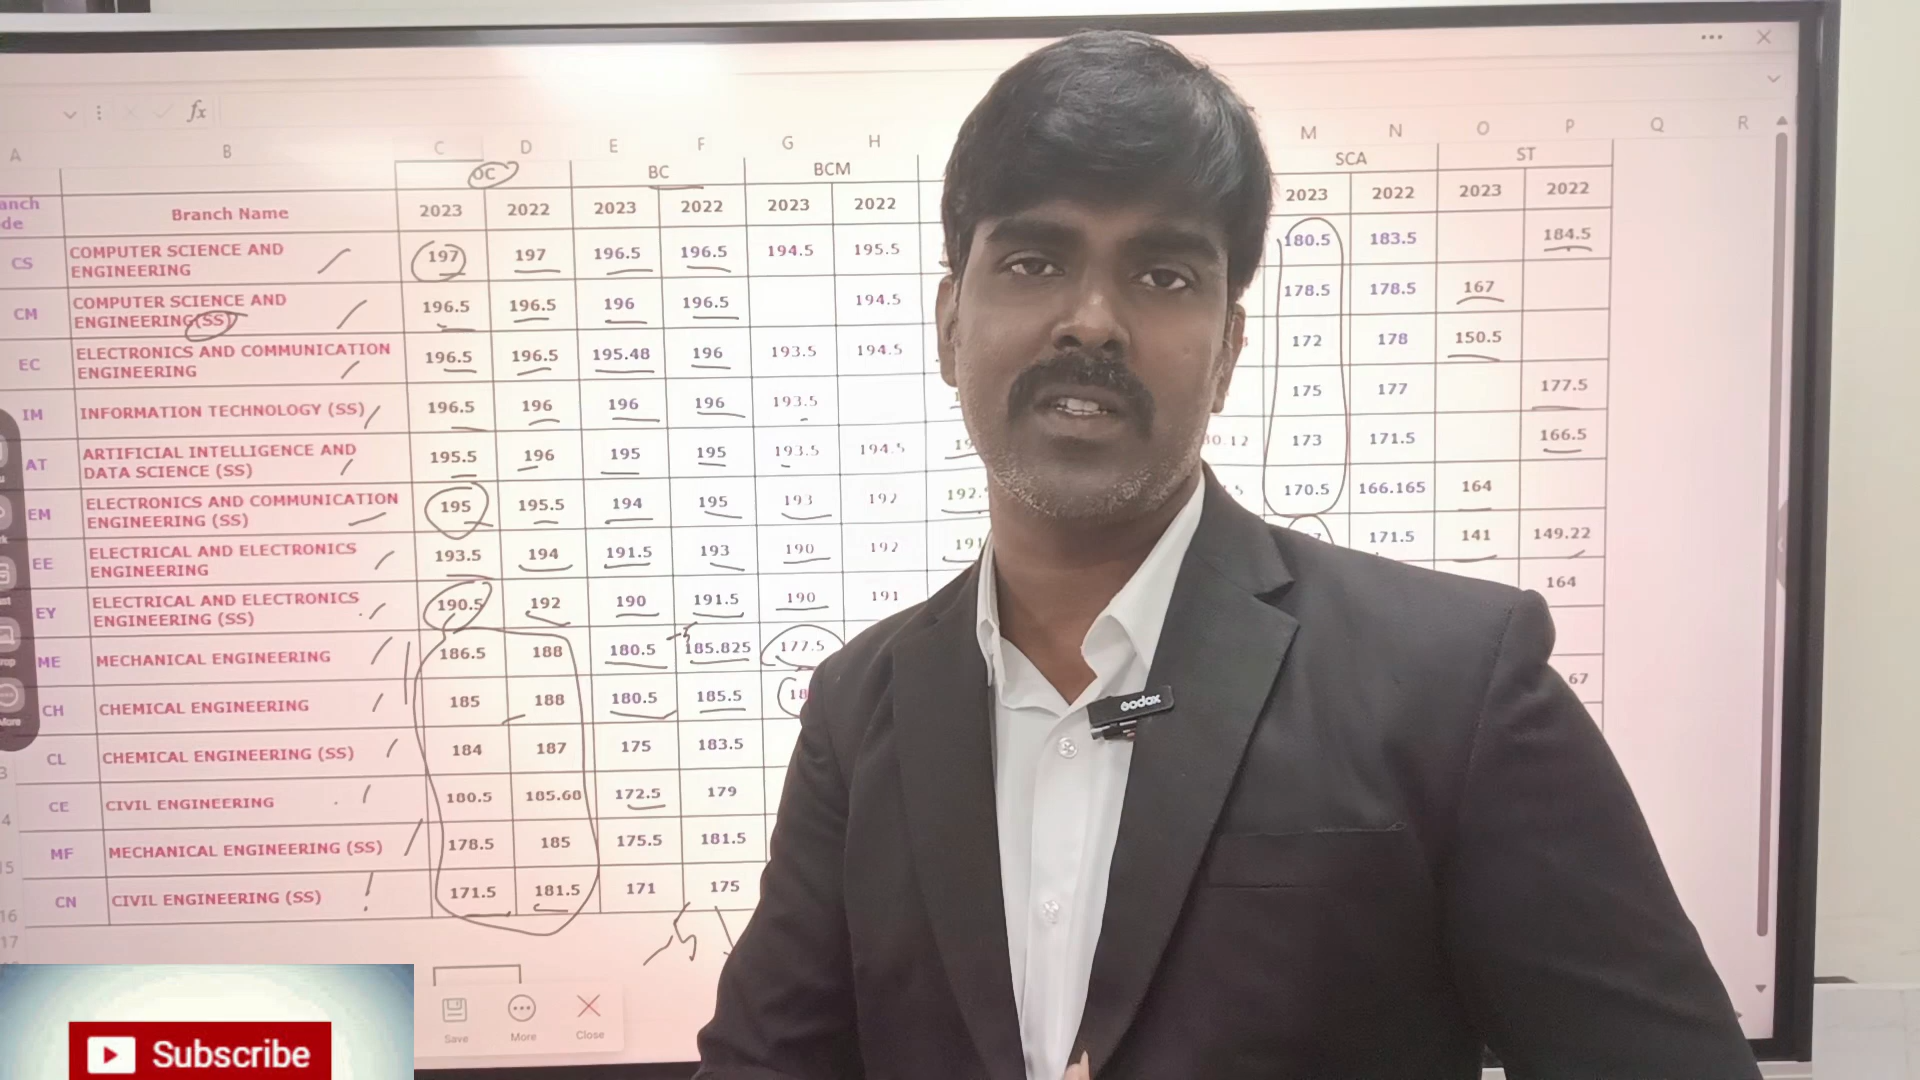 fx
A B C D E F G H M N O P Q R
OC BC BCM SCA ST
Branch Name 2023 2022 2023 2022 2023 2022 2023 2022 2023 2022
CS COMPUTER SCIENCE AND ENGINEERING 197 197 196.5 196.5 194.5 195.5 180.5 183.5 184.5
CM COMPUTER SCIENCE AND ENGINEERING(SS) 196.5 196.5 196 196.5 194.5 178.5 178.5 167
EC ELECTRONICS AND COMMUNICATION ENGINEERING 196.5 196.5 195.48 196 193.5 194.5 172 178 150.5
IM INFORMATION TECHNOLOGY (SS) 196.5 196 196 196 193.5 175 177 177.5
AT ARTIFICIAL INTELLIGENCE AND DATA SCIENCE (SS) 195.5 196 195 195 193.5 194.5 173 171.5 166.5
EM ELECTRONICS AND COMMUNICATION ENGINEERING (SS) 195 195.5 194 195 193 192 170.5 166.165 164
EE ELECTRICAL AND ELECTRONICS ENGINEERING 193.5 194 191.5 193 190 192 191 171.5 141 149.22
EY ELECTRICAL AND ELECTRONICS ENGINEERING (SS) 190.5 192 190 191.5 190 191 164
ME MECHANICAL ENGINEERING 186.5 188 180.5 185.825 177.5
CH CHEMICAL ENGINEERING 185 188 180.5 185.5 67
CL CHEMICAL ENGINEERING (SS) 184 187 175 183.5
CE CIVIL ENGINEERING 180.5 185.68 172.5 179
MF MECHANICAL ENGINEERING (SS) 178.5 185 175.5 181.5
CN CIVIL ENGINEERING (SS) 171.5 181.5 171 175
16
17
Save More Close
Godox
Subscribe